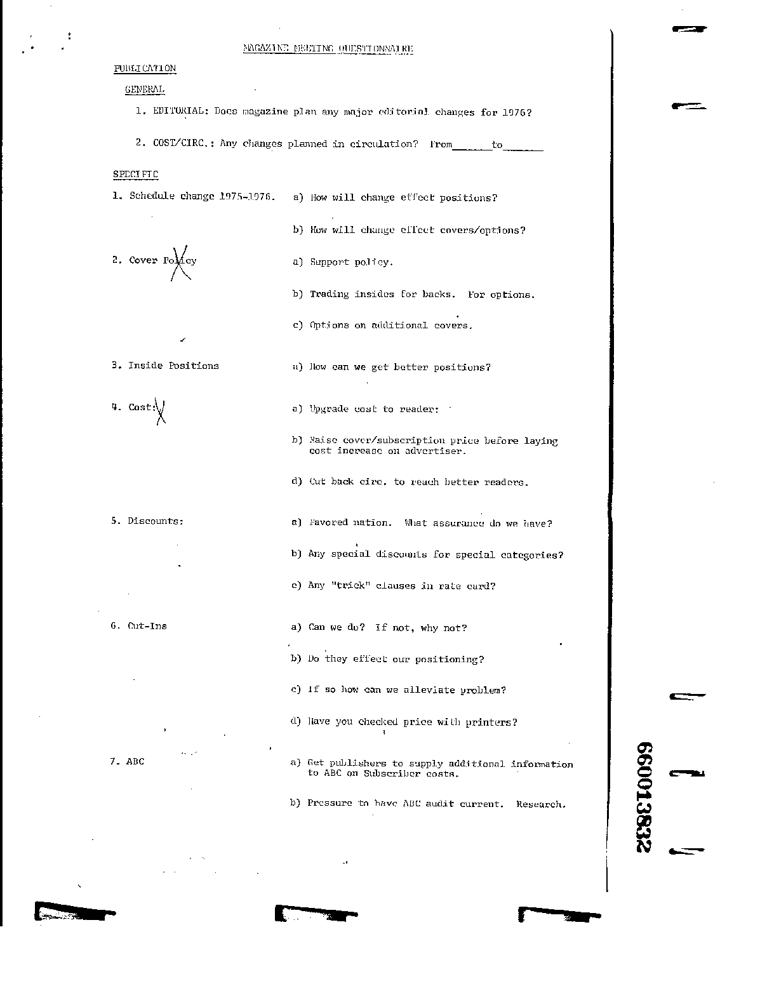 MAGAZINE MEETING QUESTIONNAIRE
PUBLICATION
GENERAL
1. EDITORIAL: Does magazine plan any major editorial changes for 1976?
2. COST/CIRC.: Any changes planned in circulation? From______to______
SPECIFIC
1. Schedule change 1975-1976. a) How will change effect positions?
b) How will change effect covers/options?
2. Cover Policy a) Support policy.
b) Trading insides for backs. For options.
c) Options on additional covers.
3. Inside Positions a) How can we get better positions?
4. Cost: a) Upgrade cost to reader:
b) Raise cover/subscription price before laying
cost increase on advertiser.
d) Cut back circ. to reach better readers.
5. Discounts: a) Favored nation. What assurance do we have?
b) Any special discounts for special categories?
c) Any "trick" clauses in rate card?
6. Cut-Ins a) Can we do? If not, why not?
b) Do they effect our positioning?
c) If so how can we alleviate problem?
d) Have you checked price with printers?
7. ABC a) Get publishers to supply additional information
to ABC on Subscriber costs.
b) Pressure to have ABC audit current. Research.
660013832